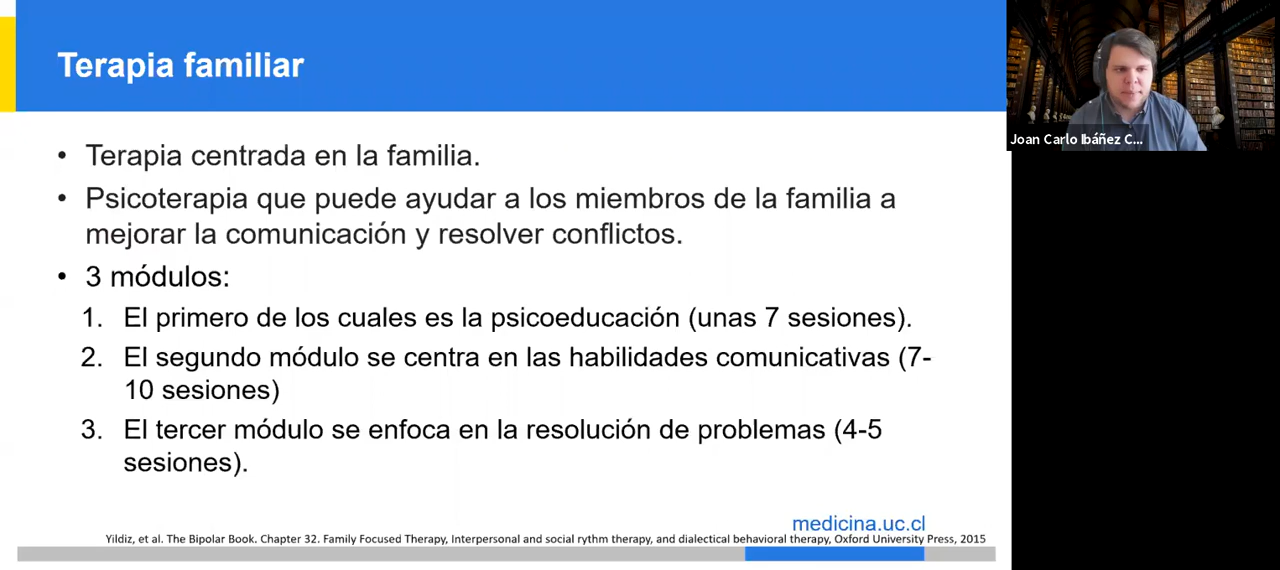 Terapia familiar
Joan Carlo Ibáñez C...
• Terapia centrada en la familia.
• Psicoterapia que puede ayudar a los miembros de la familia a
mejorar la comunicación y resolver conflictos.
• 3 módulos:
1. El primero de los cuales es la psicoeducación (unas 7 sesiones).
2. El segundo módulo se centra en las habilidades comunicativas (7-
10 sesiones)
3. El tercer módulo se enfoca en la resolución de problemas (4-5
sesiones).
medicina.uc.cl
Yildiz, et al. The Bipolar Book. Chapter 32. Family Focused Therapy, Interpersonal and social rythm therapy, and dialectical behavioral therapy, Oxford University Press, 2015